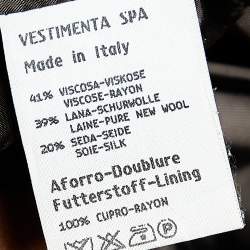 VESTIMENTA SPA
Made in Italy
41% VISCOSA-VISKOSE
VISCOSE-RAYON
39% LANA-SCHURWOLLE
LAINE-PURE NEW WOOL
20% SEDA-SEIDE
SOIE-SILK
Aforro-Doublure
Futterstoff-Lining
100% CUPRO-RAYON